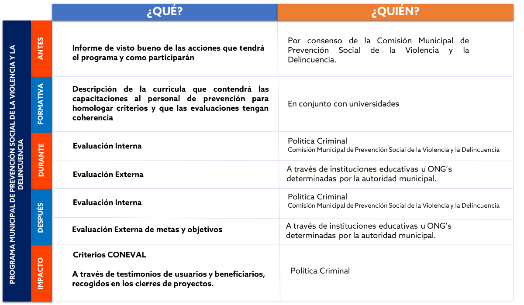 ¿QUÉ?
¿QUIÉN?
PROGRAMA MUNICIPAL DE PREVENCIÓN SOCIAL DE LA VIOLENCIA Y LA
DELINCUENCIA
ANTES
Informe de visto bueno de las acciones que tendrá
el programa y como participarán
Por consenso de la Comisión Municipal de
Prevención Social de la Violencia y la
Delincuencia.
FORMATIVA
Descripción de la currícula que contendrá las
capacitaciones al personal de prevención para
homologar criterios y que las evaluaciones tengan
coherencia
En conjunto con universidades
DURANTE
Evaluación Interna
Política Criminal
Comisión Municipal de Prevención Social de la Violencia y la Delincuencia
Evaluación Externa
A través de instituciones educativas u ONG's
determinadas por la autoridad municipal.
DESPUÉS
Evaluación Interna
Política Criminal
Comisión Municipal de Prevención Social de la Violencia y la Delincuencia
Evaluación Externa de metas y objetivos
A través de instituciones educativas u ONG's
determinadas por la autoridad municipal.
IMPACTO
Criterios CONEVAL
A través de testimonios de usuarios y beneficiarios,
recogidos en los cierres de proyectos.
Política Criminal